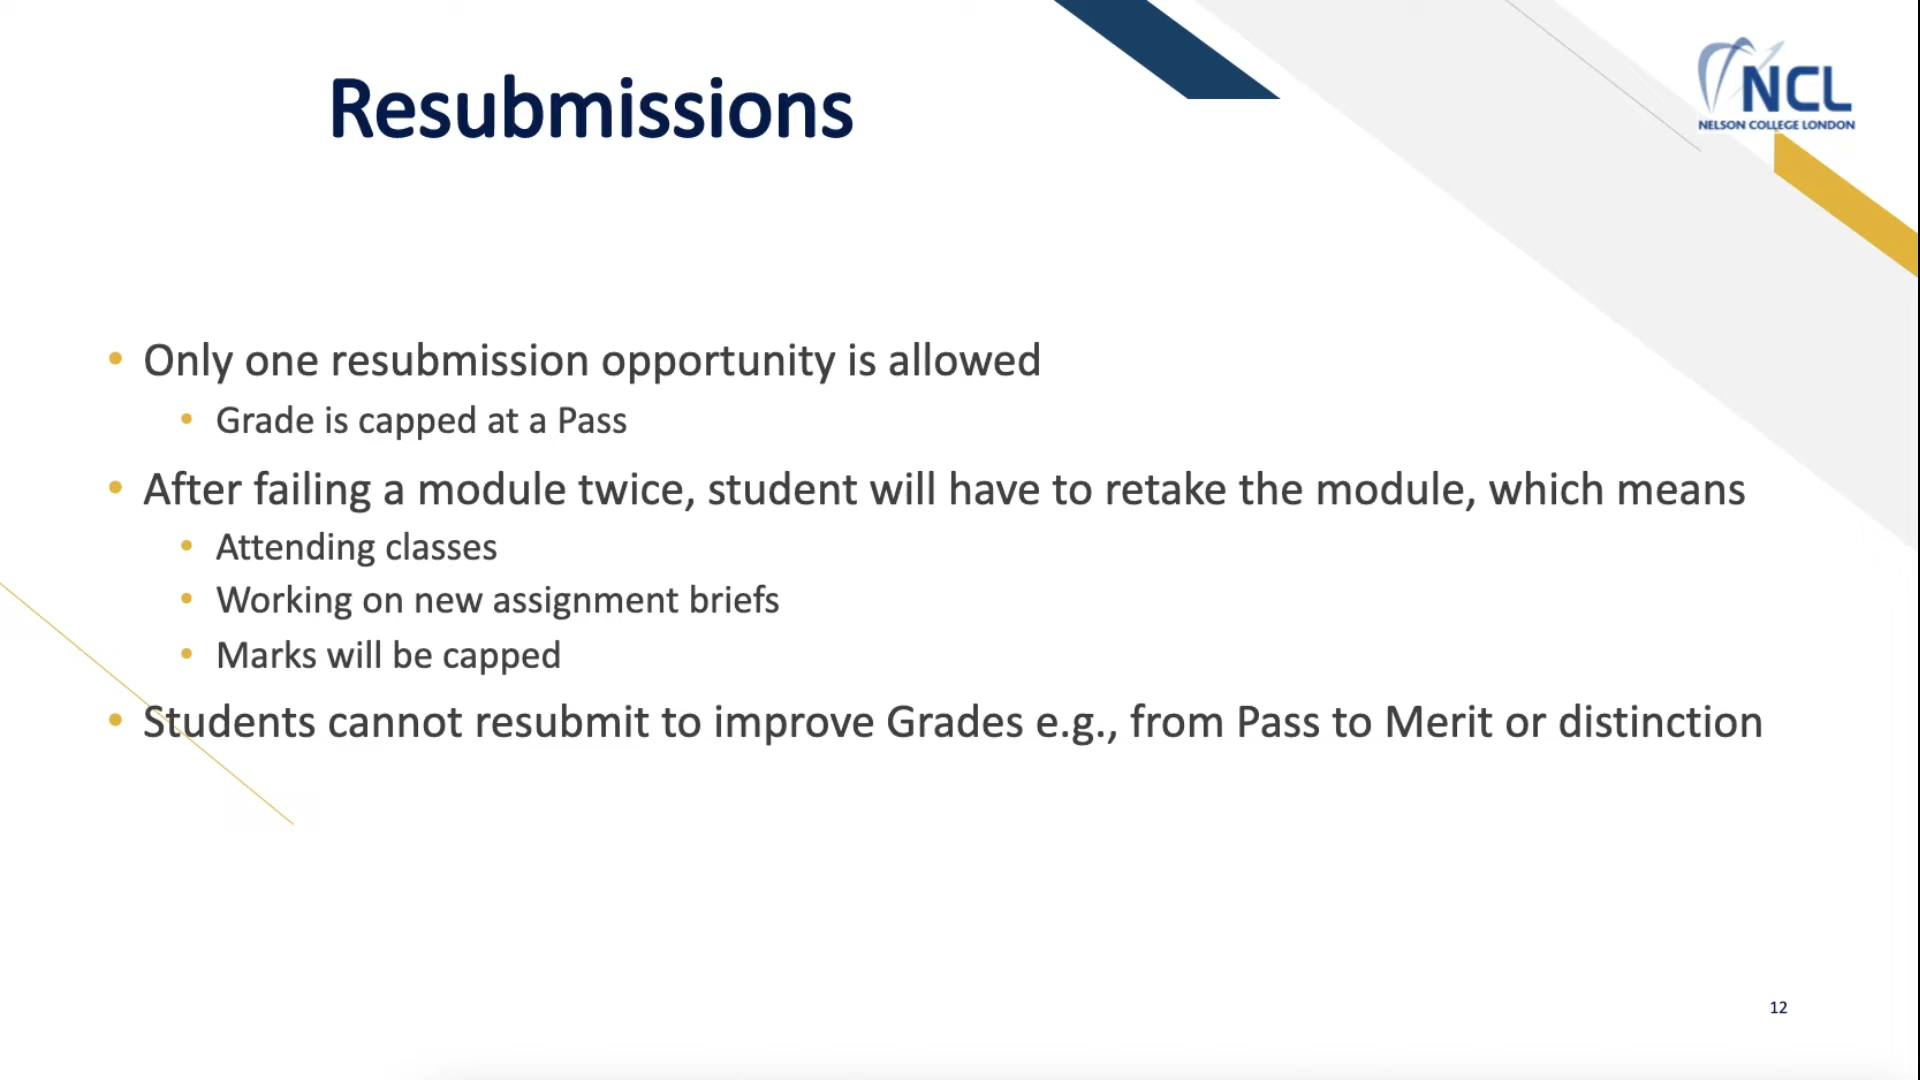 Resubmissions
NCL
NELSON COLLEGE LONDON
• Only one resubmission opportunity is allowed
• Grade is capped at a Pass
• After failing a module twice, student will have to retake the module, which means
• Attending classes
• Working on new assignment briefs
• Marks will be capped
• Students cannot resubmit to improve Grades e.g., from Pass to Merit or distinction
12